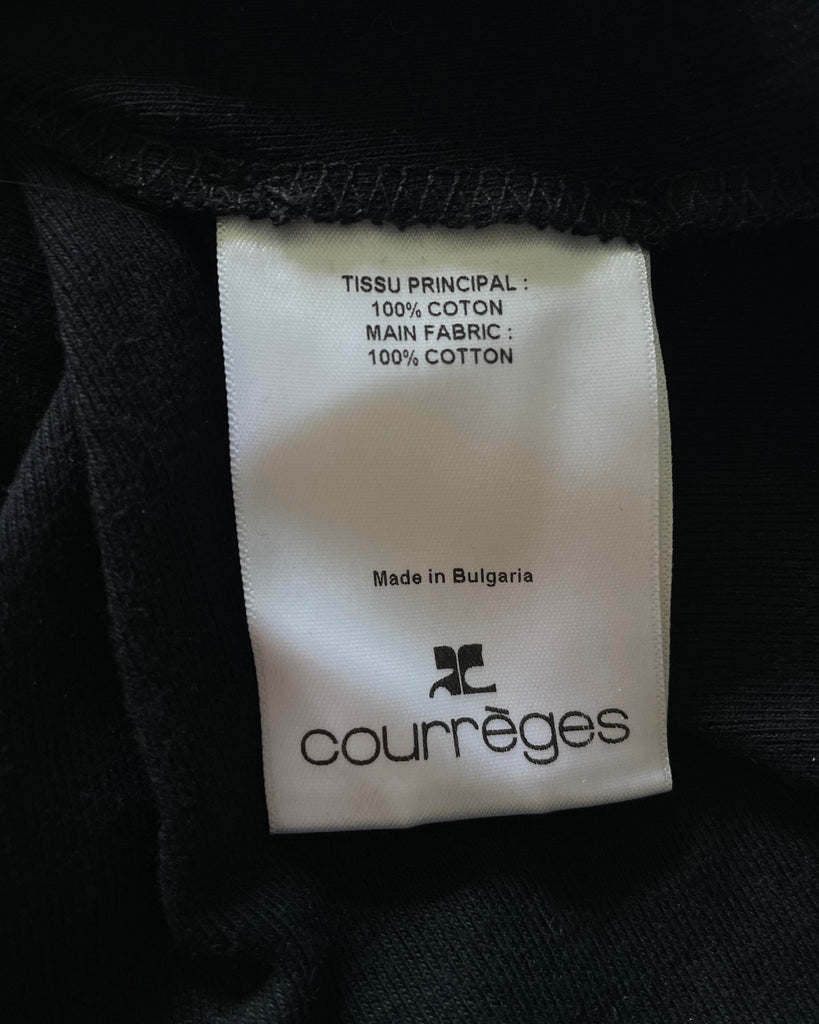 TISSU PRINCIPAL :
100% COTON
MAIN FABRIC :
100% COTTON
Made in Bulgaria
courrèges